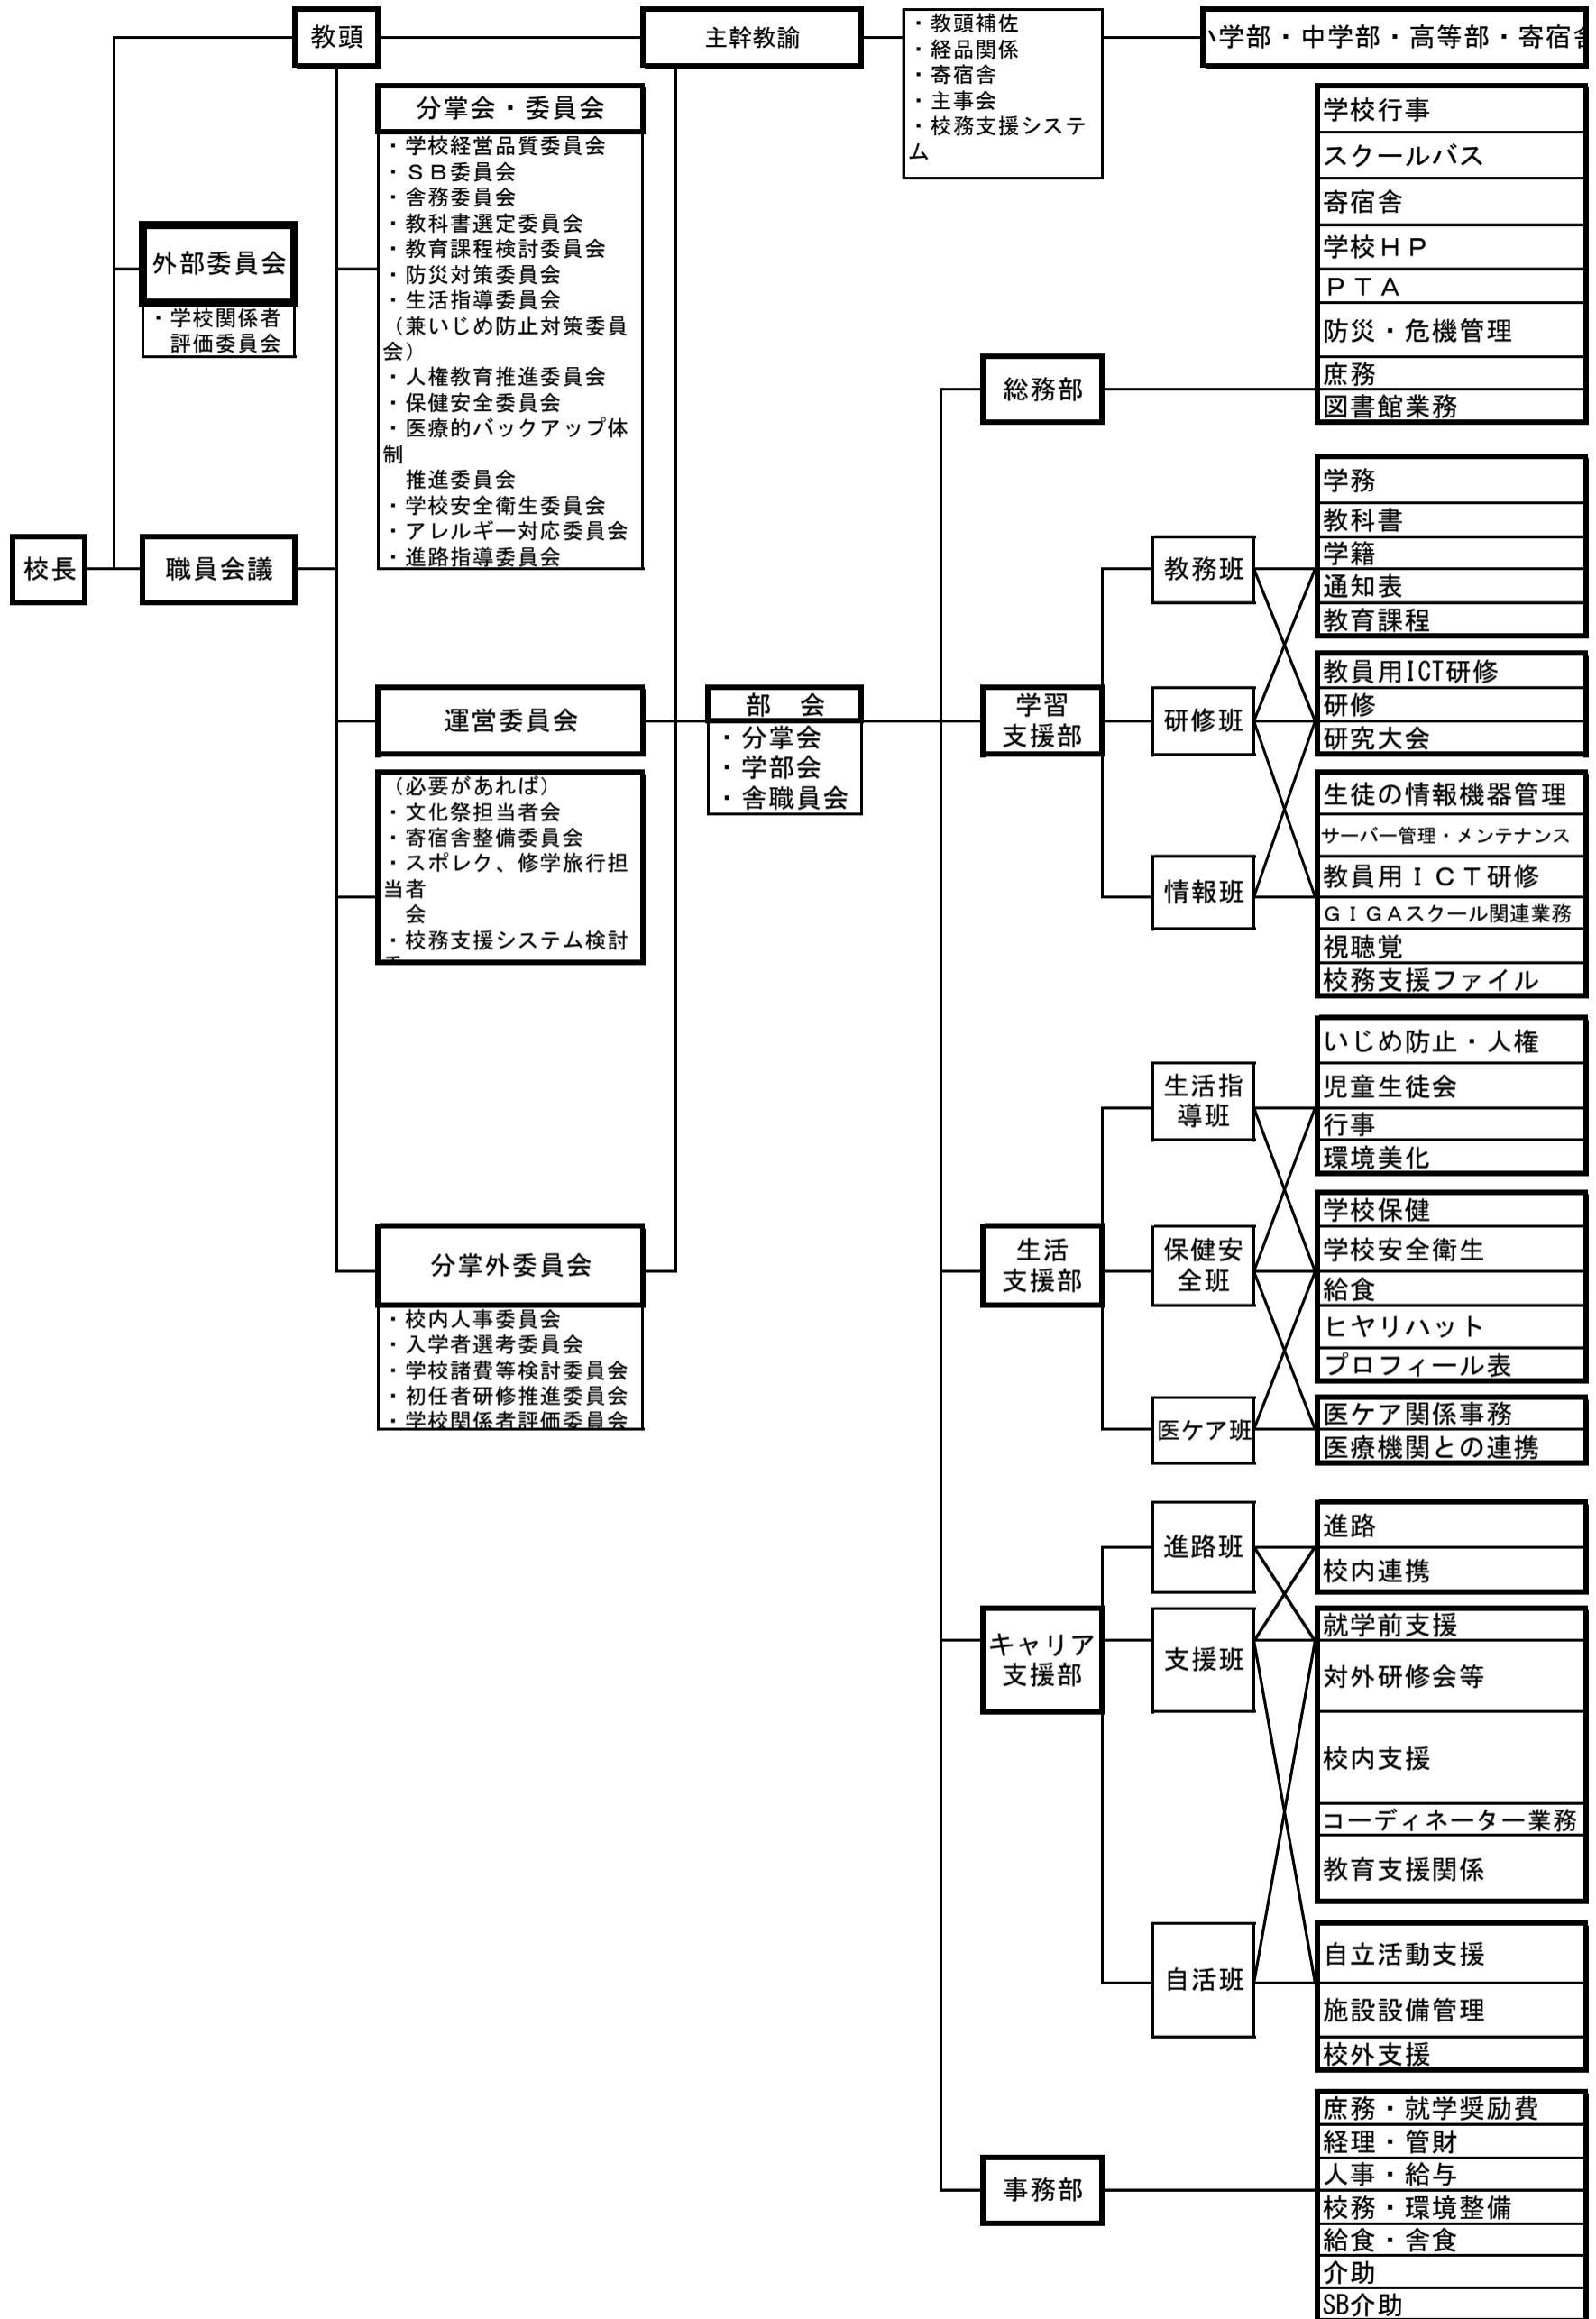 教頭
主幹教諭
・教頭補佐
・経品関係
・寄宿舎
・主事会
・校務支援システ
ム
学部・中学部・高等部・寄宿舎
分掌会・委員会
・学校経営品質委員会
・ＳＢ委員会
・舎務委員会
・教科書選定委員会
・教育課程検討委員会
・防災対策委員会
・生活指導委員会
（兼いじめ防止対策委員
会）
・人権教育推進委員会
・保健安全委員会
・医療的バックアップ体
制
推進委員会
・学校安全衛生委員会
・アレルギー対応委員会
・進路指導委員会
外部委員会
・学校関係者
評価委員会
校長
職員会議
運営委員会
（必要があれば）
・文化祭担当者会
・寄宿舎整備委員会
・スポレク、修学旅行担
当者
会
・校務支援システム検討
分掌外委員会
・校内人事委員会
・入学者選考委員会
・学校諸費等検討委員会
・初任者研修推進委員会
・学校関係者評価委員会
部　会
・分掌会
・学部会
・舎職員会
総務部
学校行事
スクールバス
寄宿舎
学校ＨＰ
ＰＴＡ
防災・危機管理
庶務
図書館業務
学習
支援部
教務班
研修班
情報班
学務
教科書
学籍
通知表
教育課程
教員用ICT研修
研修
研究大会
生徒の情報機器管理
サーバー管理・メンテナンス
教員用ＩＣＴ研修
ＧＩＧＡスクール関連業務
視聴覚
校務支援ファイル
生活
支援部
生活指
導班
保健安
全班
医ケア班
いじめ防止・人権
児童生徒会
行事
環境美化
学校保健
学校安全衛生
給食
ヒヤリハット
プロフィール表
医ケア関係事務
医療機関との連携
キャリア
支援部
進路班
支援班
自活班
進路
校内連携
就学前支援
対外研修会等
校内支援
コーディネーター業務
教育支援関係
自立活動支援
施設設備管理
校外支援
事務部
庶務・就学奨励費
経理・管財
人事・給与
校務・環境整備
給食・舎食
介助
SB介助